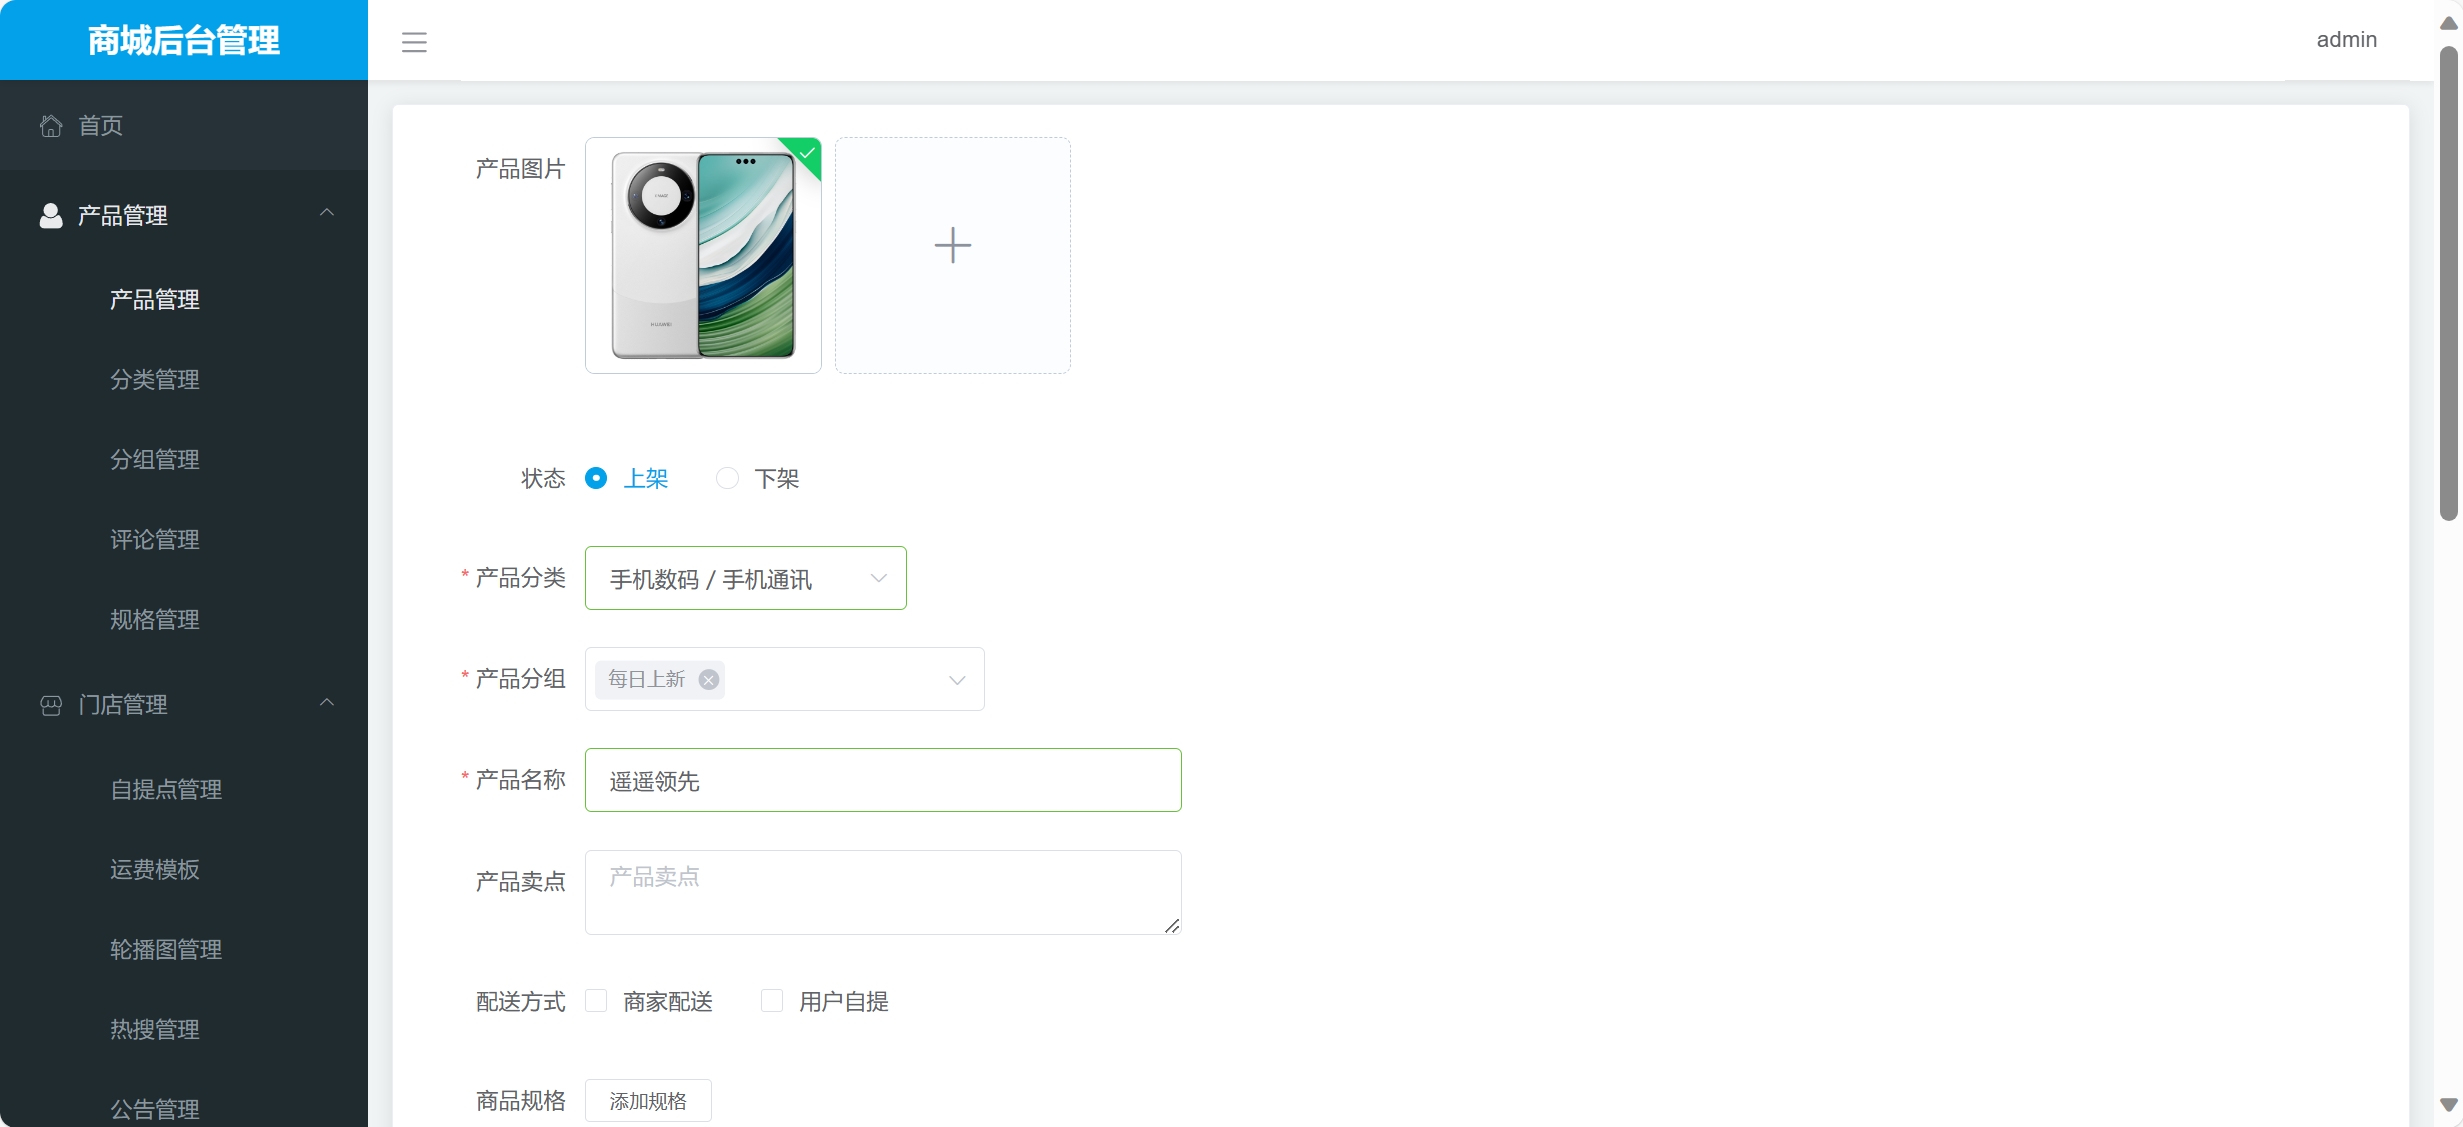 商城后台管理
admin
首页
产品管理
产品管理
分类管理
分组管理
评论管理
规格管理
门店管理
自提点管理
运费模板
轮播图管理
热搜管理
公告管理
产品图片
HUAWEI
状态 上架 下架
* 产品分类 手机数码 / 手机通讯
* 产品分组 每日上新
* 产品名称 遥遥领先
产品卖点 产品卖点
配送方式 商家配送 用户自提
商品规格 添加规格